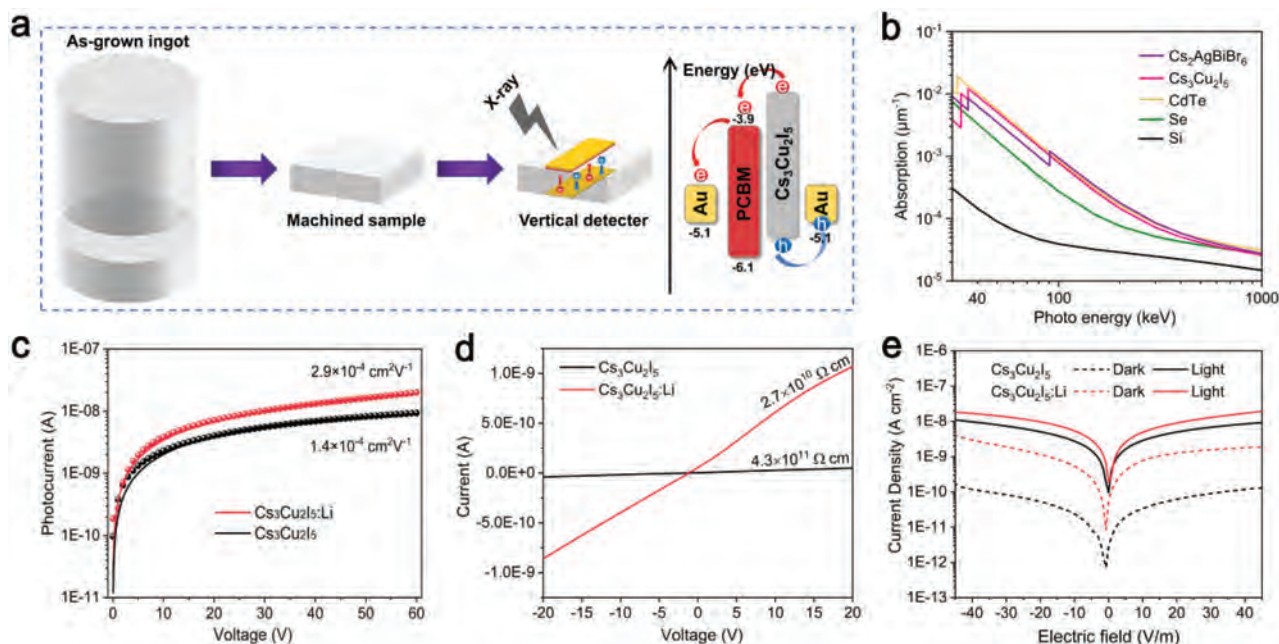 a
As-grown ingot
Machined sample
X-ray
e e h h
Vertical detecter
Energy (eV)
e
e
e
-3.9
Au
-5.1
PCBM
-6.1
Cs₃Cu₂I₅
h
Au
-5.1
b
Absorption (μm⁻¹)
10⁻¹
10⁻²
10⁻³
10⁻⁴
10⁻⁵
Cs₂AgBiBr₆
Cs₃Cu₂I₅
CdTe
Se
Si
40 100 1000
Photo energy (keV)
c
Photocurrent (A)
1E-07
1E-08
1E-09
1E-10
1E-11
2.9×10⁻⁴ cm²V⁻¹
1.4×10⁻⁴ cm²V⁻¹
Cs₃Cu₂I₅:Li
Cs₃Cu₂I₅
0 10 20 30 40 50 60
Voltage (V)
d
Current (A)
1.0E-9
5.0E-10
0.0E+0
-5.0E-10
-1.0E-9
Cs₃Cu₂I₅
Cs₃Cu₂I₅:Li
2.7×10¹⁰ Ω cm
4.3×10¹¹ Ω cm
-20 -15 -10 -5 0 5 10 15 20
Voltage (V)
e
Current Density (A cm⁻²)
1E-6
1E-7
1E-8
1E-9
1E-10
1E-11
1E-12
1E-13
Cs₃Cu₂I₅ Dark Light
Cs₃Cu₂I₅:Li Dark Light
-40 -20 0 20 40
Electric field (V/m)